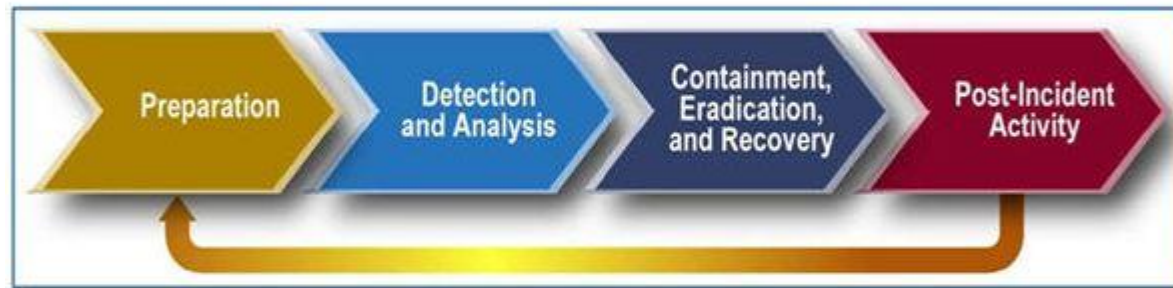 Preparation
Detection
and Analysis
Containment,
Eradication,
and Recovery
Post-Incident
Activity